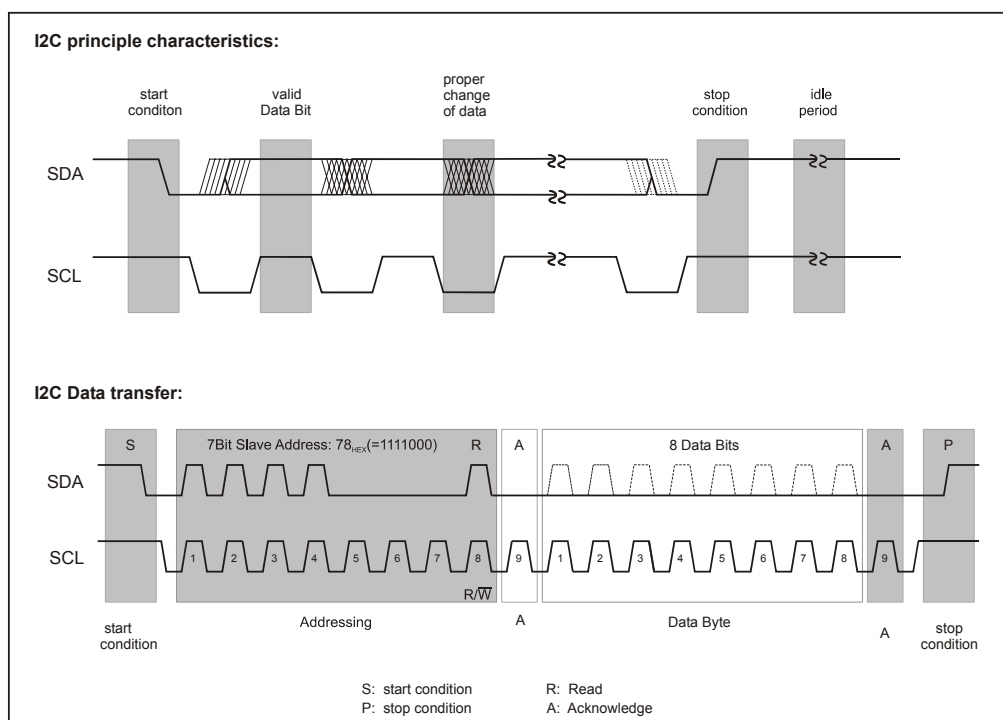 I2C principle characteristics:
start
conditon
valid
Data Bit
proper
change
of data
stop
condition
idle
period
SDA
SCL
I2C Data transfer:
S
7Bit Slave Address: 78HEX(=1111000)
R
A
8 Data Bits
A
P
SDA
SCL
1 2 3 4 5 6 7 8 9 1 2 3 4 5 6 7 8 9
R/W̅
start
condition
Addressing
A
Data Byte
A
stop
condition
S: start condition
R: Read
P: stop condition
A: Acknowledge